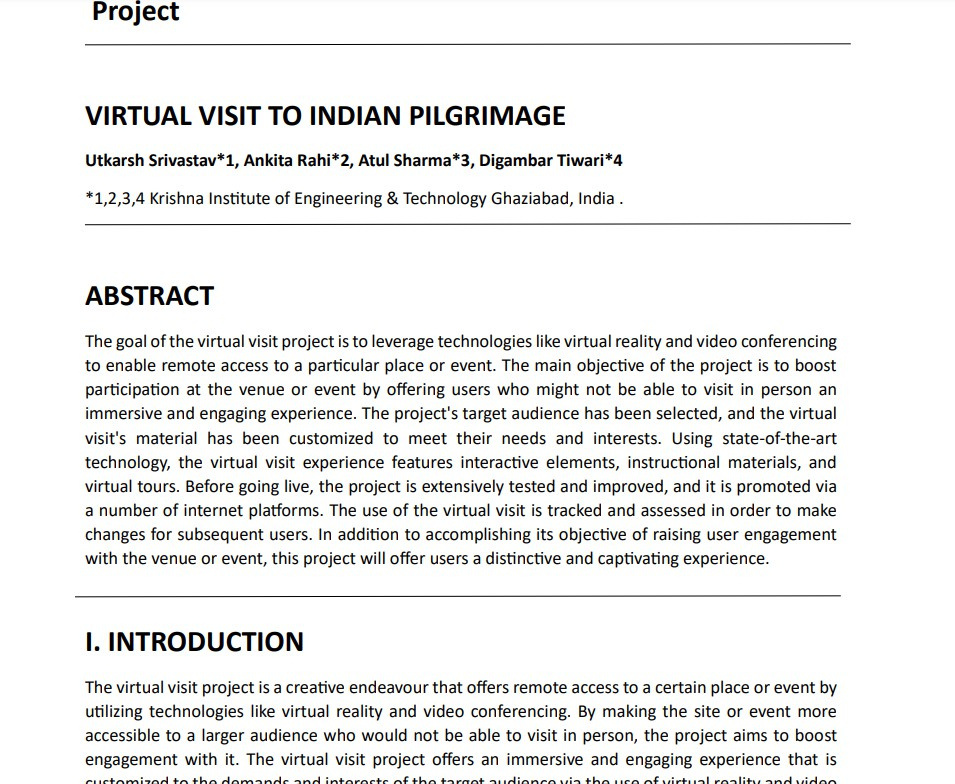 Project
VIRTUAL VISIT TO INDIAN PILGRIMAGE
Utkarsh Srivastav*1, Ankita Rahi*2, Atul Sharma*3, Digambar Tiwari*4
*1,2,3,4 Krishna Institute of Engineering & Technology Ghaziabad, India .
ABSTRACT
The goal of the virtual visit project is to leverage technologies like virtual reality and video conferencing
to enable remote access to a particular place or event. The main objective of the project is to boost
participation at the venue or event by offering users who might not be able to visit in person an
immersive and engaging experience. The project's target audience has been selected, and the virtual
visit's material has been customized to meet their needs and interests. Using state-of-the-art
technology, the virtual visit experience features interactive elements, instructional materials, and
virtual tours. Before going live, the project is extensively tested and improved, and it is promoted via
a number of internet platforms. The use of the virtual visit is tracked and assessed in order to make
changes for subsequent users. In addition to accomplishing its objective of raising user engagement
with the venue or event, this project will offer users a distinctive and captivating experience.
I. INTRODUCTION
The virtual visit project is a creative endeavour that offers remote access to a certain place or event by
utilizing technologies like virtual reality and video conferencing. By making the site or event more
accessible to a larger audience who would not be able to visit in person, the project aims to boost
engagement with it. The virtual visit project offers an immersive and engaging experience that is
customized to the demands and interests of the target audience via the use of virtual reality and video